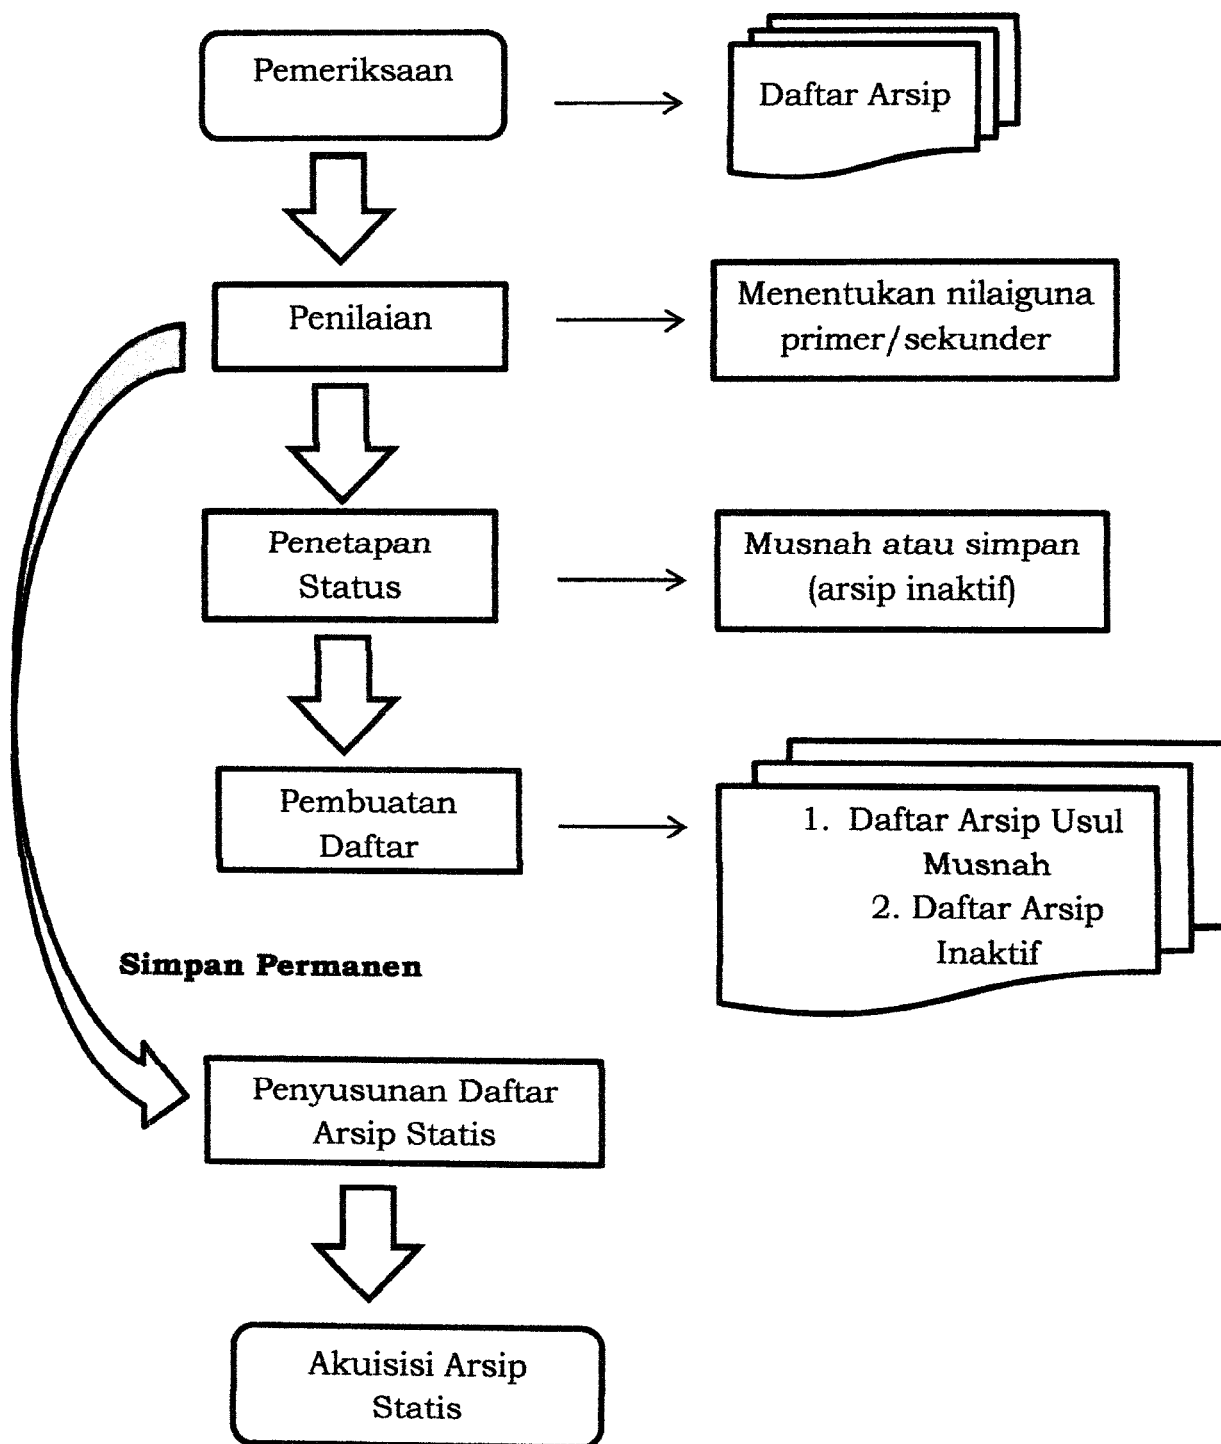 Pemeriksaan
Daftar Arsip
Penilaian
Menentukan nilaiguna
primer/sekunder
Penetapan
Status
Musnah atau simpan
(arsip inaktif)
Pembuatan
Daftar
1. Daftar Arsip Usul
Musnah
2. Daftar Arsip
Inaktif
Simpan Permanen
Penyusunan Daftar
Arsip Statis
Akuisisi Arsip
Statis